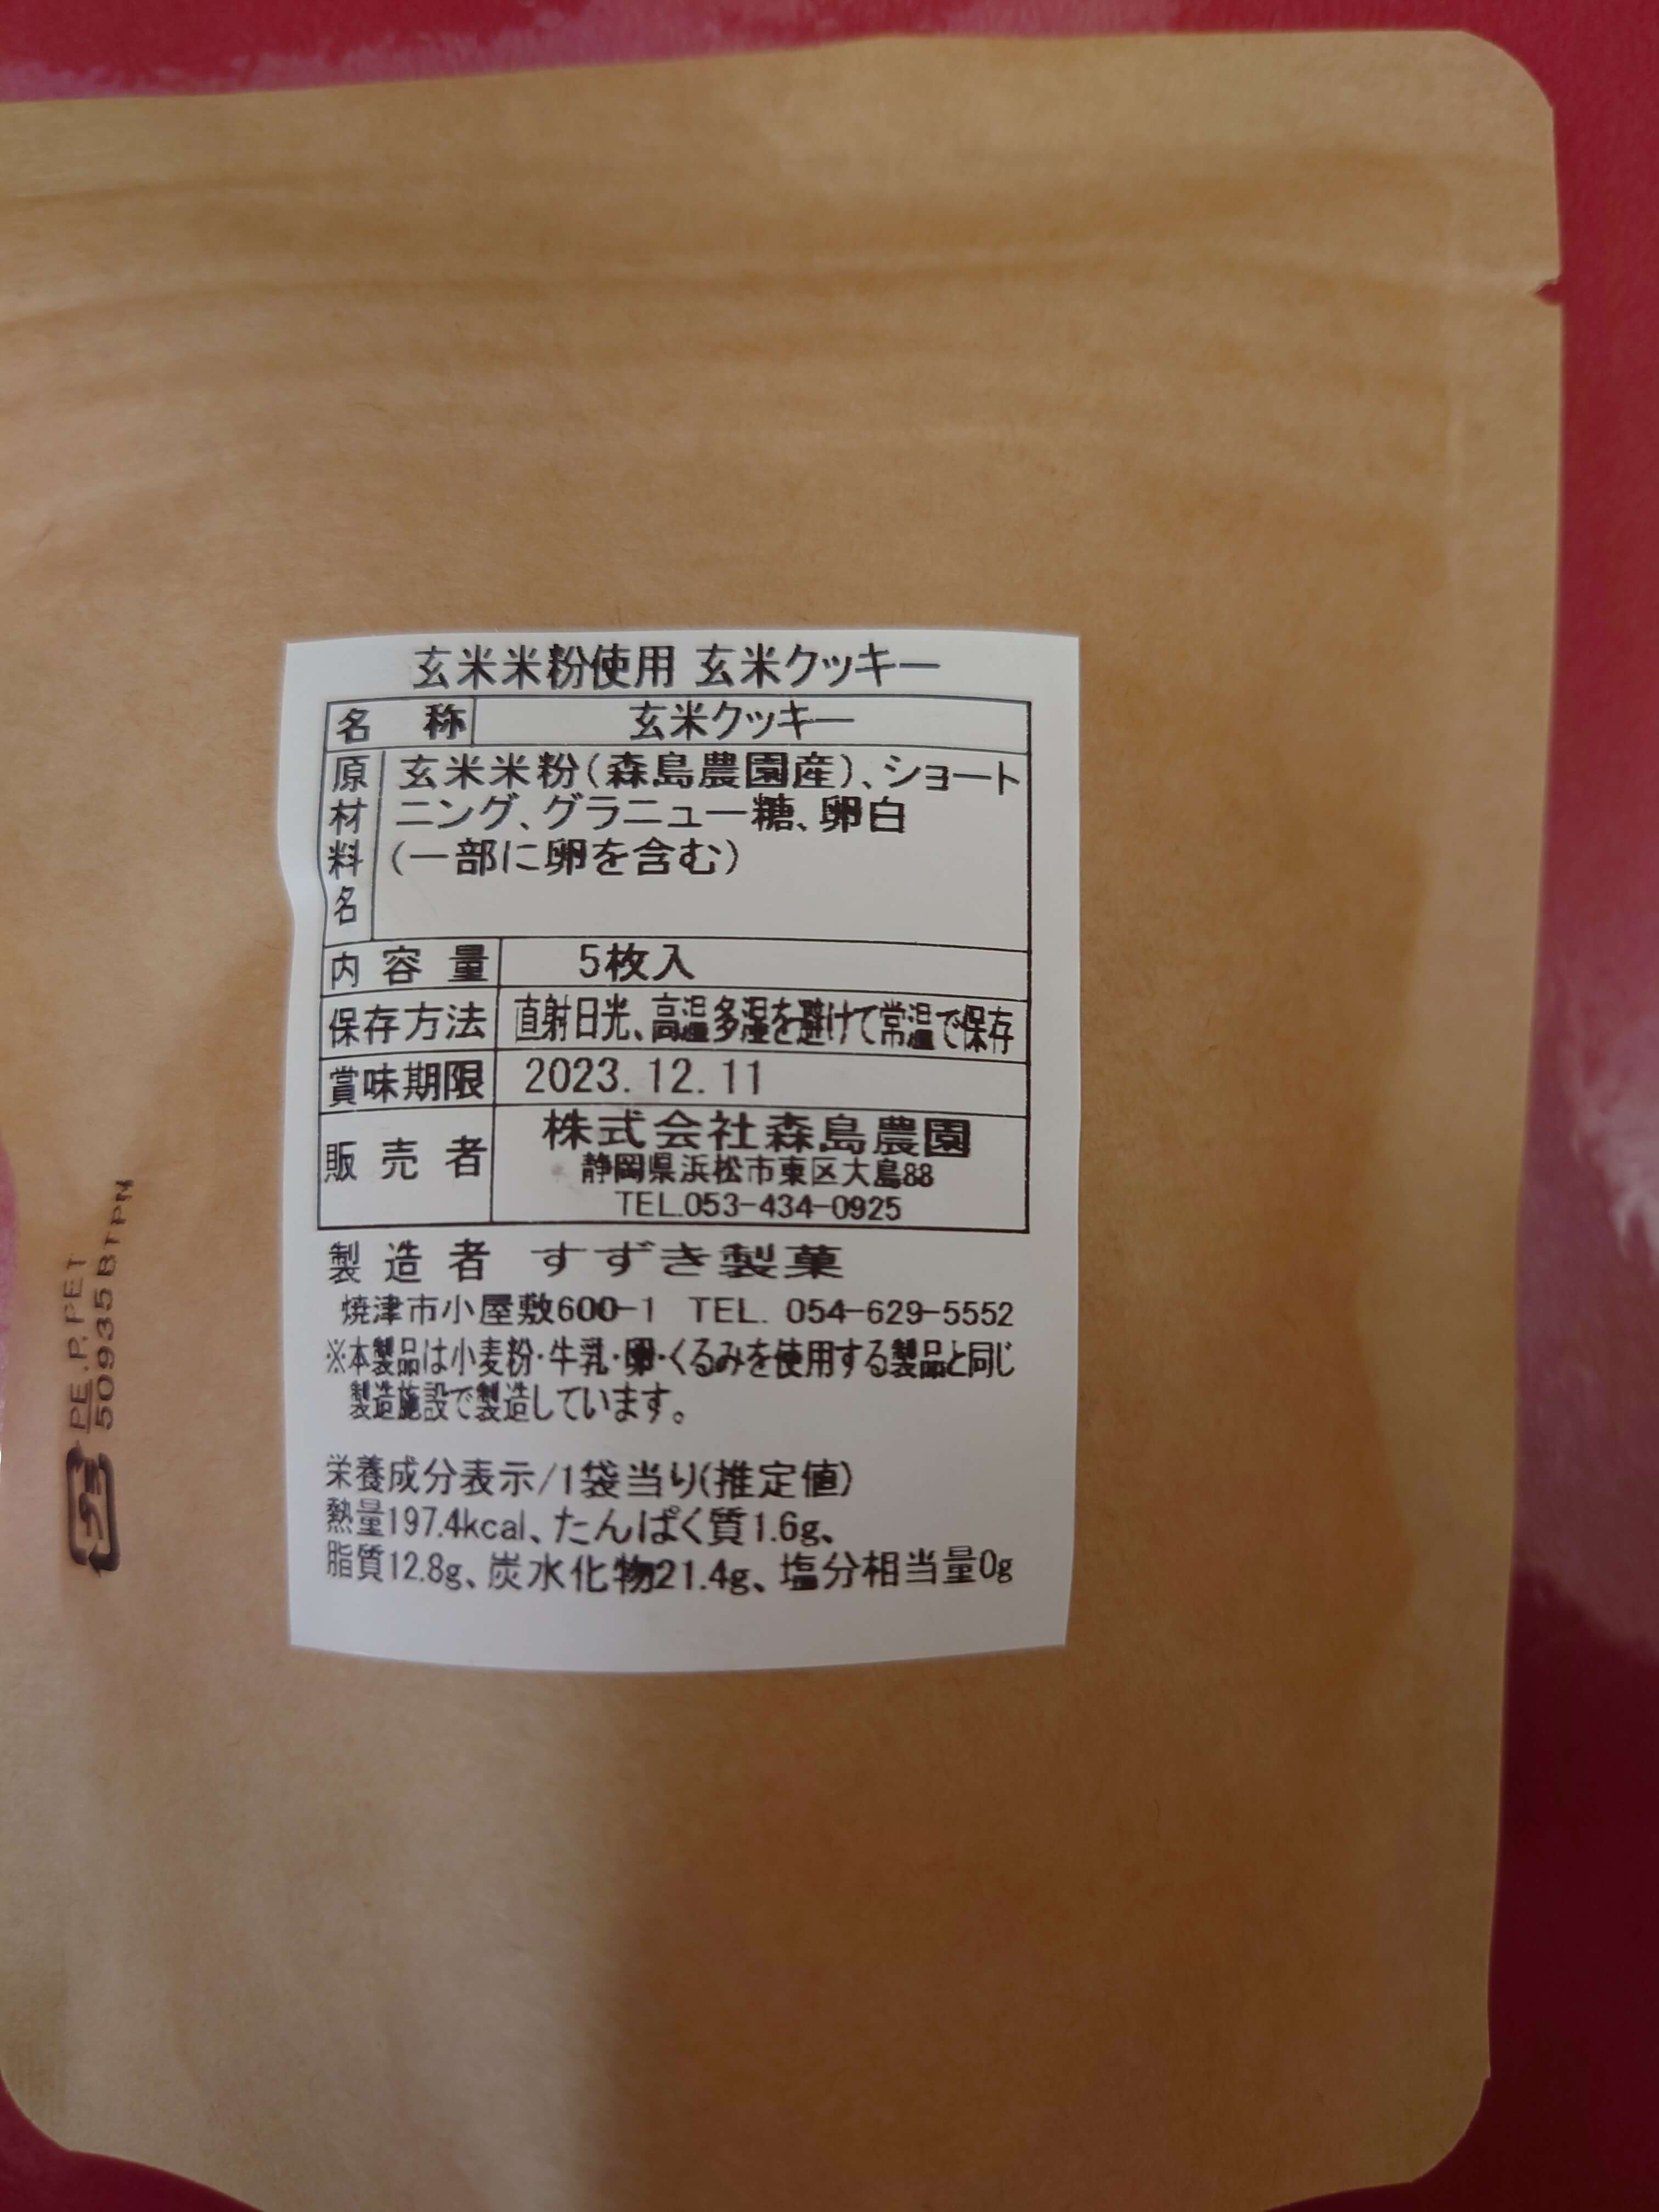 玄米米粉使用 玄米クッキー
名 称 玄米クッキー
原材料名 玄米米粉(森島農園産)、ショート
ニング、グラニュー糖、卵白
(一部に卵を含む)
内容量 5枚入
保存方法 直射日光、高温多湿を避けて常温で保存
賞味期限 2023.12.11
販売者 株式会社森島農園
静岡県浜松市東区大島88
TEL.053-434-0925
製造者 すずき製菓
焼津市小屋敷600-1 TEL. 054-629-5552
※本製品は小麦粉・牛乳・卵・くるみを使用する製品と同じ
製造施設で製造しています。
栄養成分表示/1袋当り(推定値)
熱量197.4kcal、たんぱく質1.6g、
脂質12.8g、炭水化物21.4g、塩分相当量0g
プラ PE.P.PET
50935BTPN